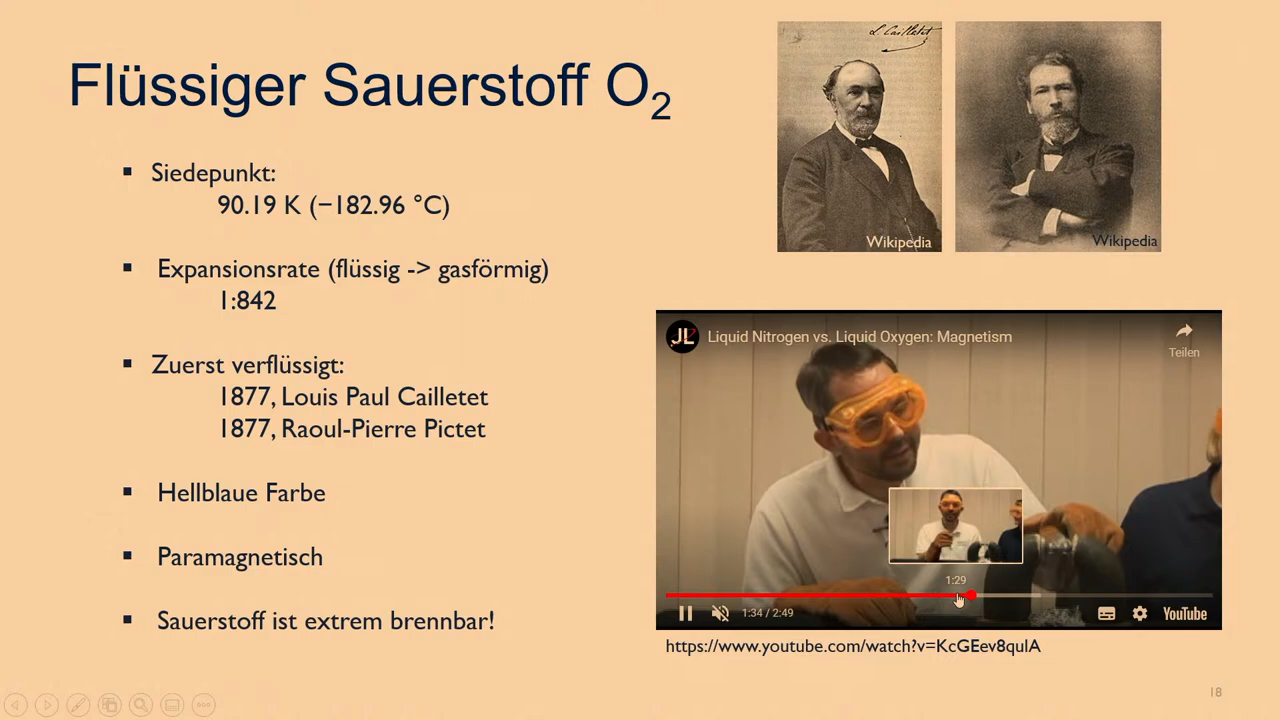 Flüssiger Sauerstoff O₂
L. Cailletet
Wikipedia
Wikipedia
▪ Siedepunkt:
90.19 K (−182.96 °C)
▪ Expansionsrate (flüssig -> gasförmig)
1:842
▪ Zuerst verflüssigt:
1877, Louis Paul Cailletet
1877, Raoul-Pierre Pictet
▪ Hellblaue Farbe
▪ Paramagnetisch
▪ Sauerstoff ist extrem brennbar!
JL
Liquid Nitrogen vs. Liquid Oxygen: Magnetism
Teilen
1:29
1:34 / 2:49
YouTube
https://www.youtube.com/watch?v=KcGEev8qulA
18